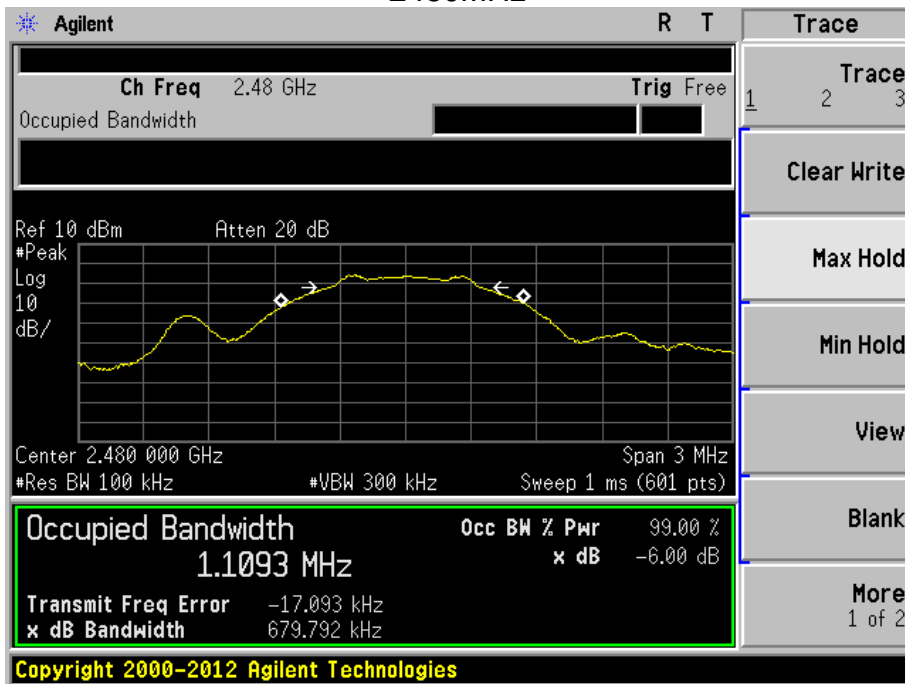 Agilent R T Trace
Ch Freq 2.48 GHz Trig Free
Occupied Bandwidth
Trace
1 2 3
Clear Write
Max Hold
Min Hold
View
Blank
More
1 of 2
Ref 10 dBm Atten 20 dB
#Peak
Log
10
dB/
Center 2.480 000 GHz Span 3 MHz
#Res BW 100 kHz #VBW 300 kHz Sweep 1 ms (601 pts)
Occupied Bandwidth Occ BW % Pwr 99.00 %
1.1093 MHz x dB -6.00 dB
Transmit Freq Error -17.093 kHz
x dB Bandwidth 679.792 kHz
Copyright 2000-2012 Agilent Technologies